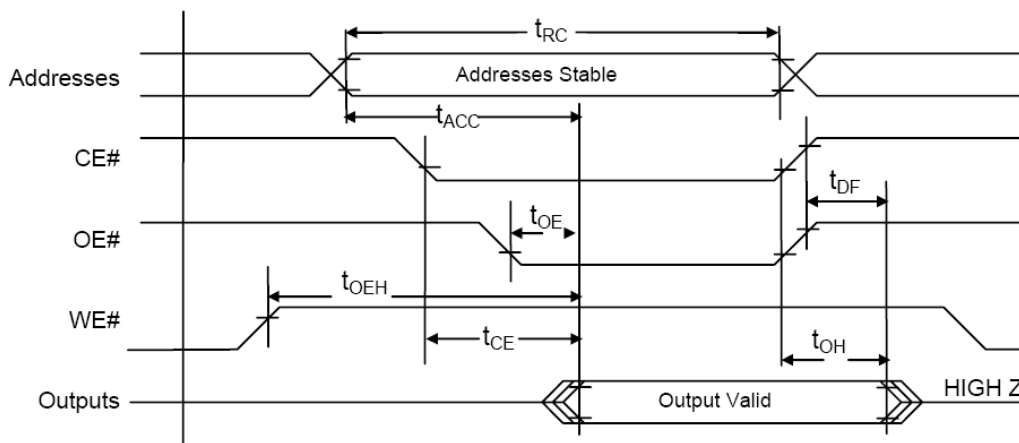 tRC
Addresses
Addresses Stable
tACC
CE#
tDF
OE#
tOE
tOEH
WE#
tCE
tOH
Outputs
Output Valid
HIGH Z